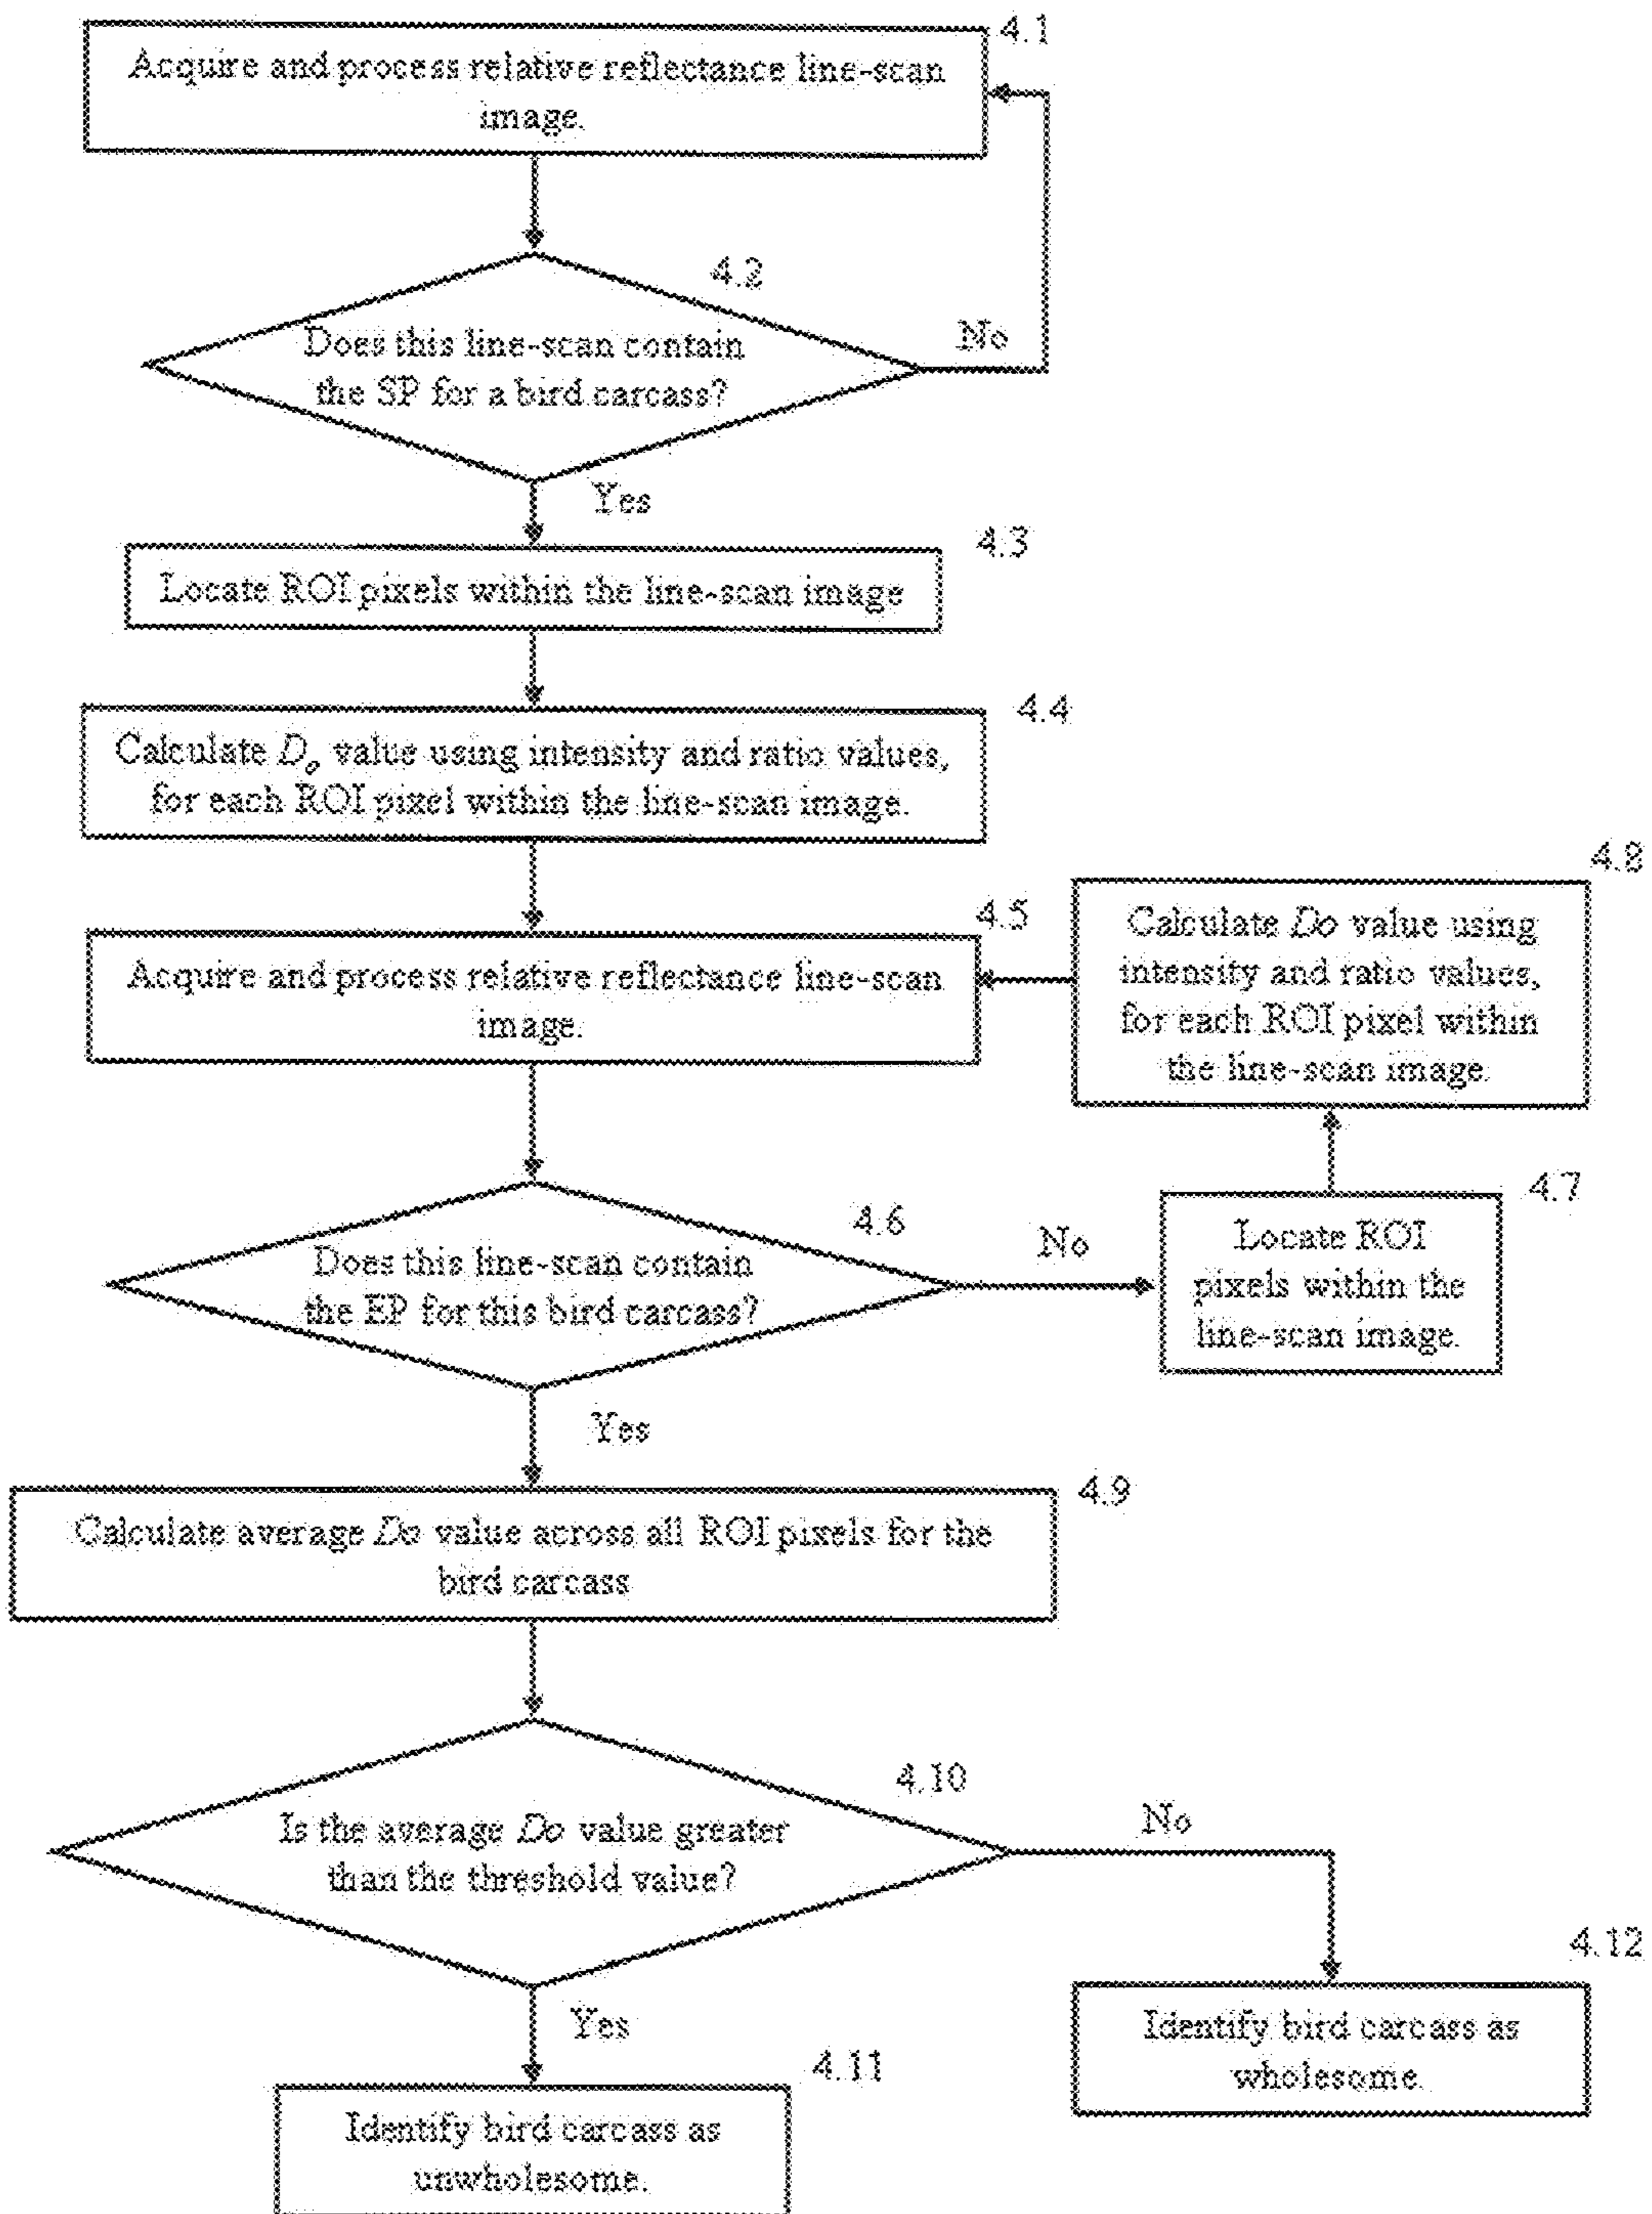 4.1
Acquire and process relative reflectance line-scan
image.
4.2
Does this line-scan contain
the SP for a bird carcass?
No
Yes
4.3
Locate ROI pixels within the line-scan image
4.4
Calculate Do value using intensity and ratio values,
for each ROI pixel within the line-scan image.
4.5
Acquire and process relative reflectance line-scan
image.
4.8
Calculate Do value using
intensity and ratio values,
for each ROI pixel within
the line-scan image.
4.6
Does this line-scan contain
the EP for this bird carcass?
No
4.7
Locate ROI
pixels within the
line-scan image.
Yes
4.9
Calculate average Do value across all ROI pixels for the
bird carcass
4.10
Is the average Do value greater
than the threshold value?
No
Yes
4.12
Identify bird carcass as
wholesome.
4.11
Identify bird carcass as
unwholesome.